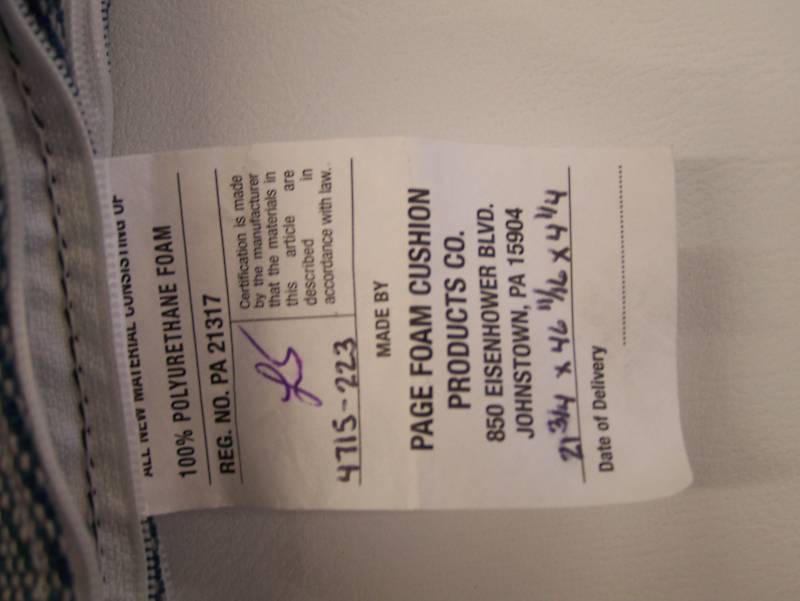 ALL NEW MATERIAL CONSISTING OF
100% POLYURETHANE FOAM
REG. NO. PA 21317
LS
4715-223
Certification is made
by the manufacturer
that the materials in
this article are
described in
accordance with law.
MADE BY
PAGE FOAM CUSHION
PRODUCTS CO.
850 EISENHOWER BLVD.
JOHNSTOWN, PA 15904
21 3/4 x 46 11/16 x 4 1/4
Date of Delivery